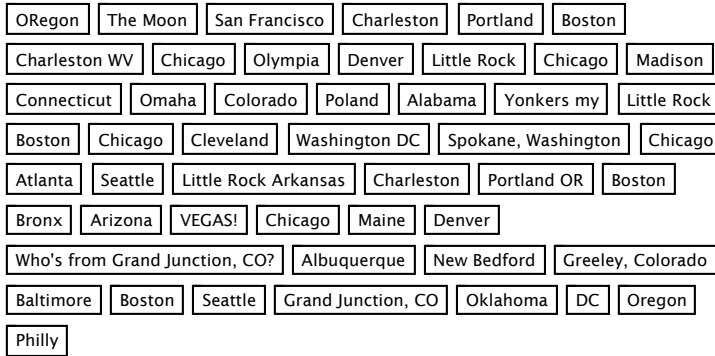 ORegon The Moon San Francisco Charleston Portland Boston
Charleston WV Chicago Olympia Denver Little Rock Chicago Madison
Connecticut Omaha Colorado Poland Alabama Yonkers my Little Rock
Boston Chicago Cleveland Washington DC Spokane, Washington Chicago
Atlanta Seattle Little Rock Arkansas Charleston Portland OR Boston
Bronx Arizona VEGAS! Chicago Maine Denver
Who's from Grand Junction, CO? Albuquerque New Bedford Greeley, Colorado
Baltimore Boston Seattle Grand Junction, CO Oklahoma DC Oregon
Philly